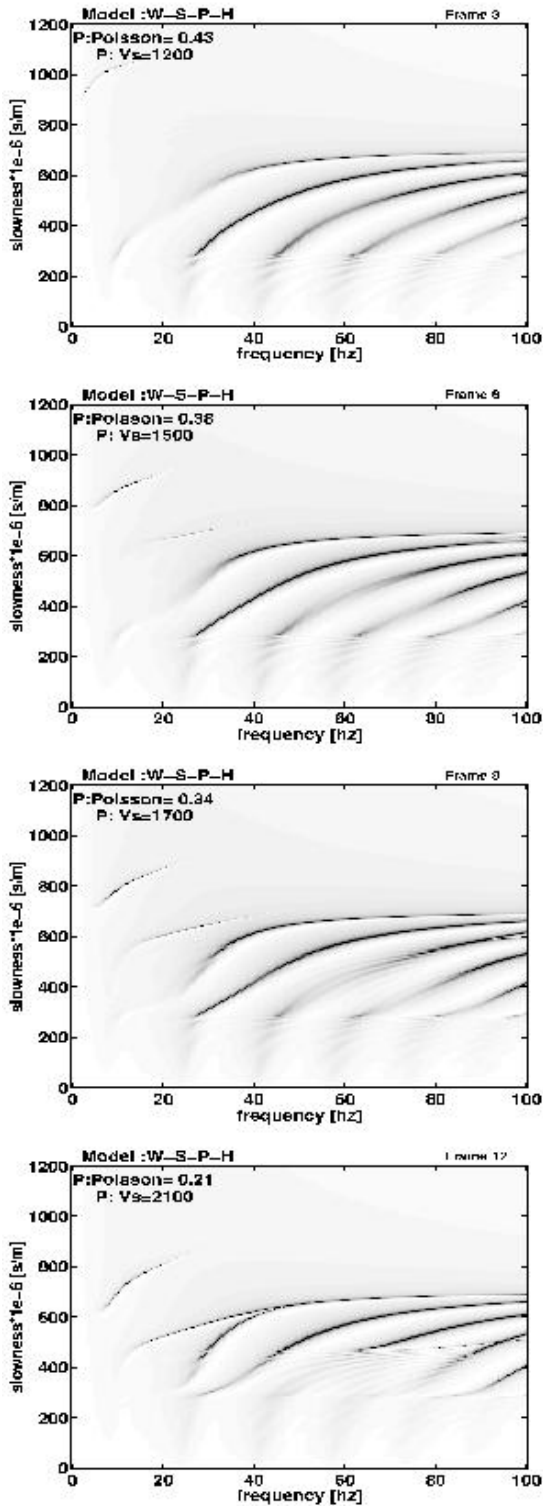 Model :W-S-P-H Frame 3
P:Poisson= 0.43
P: Vs=1200
1200
1000
800
600
400
200
0
slowness*1e-6 [s/m]
0 20 40 60 80 100
frequency [hz]
Model :W-S-P-H Frame 6
P:Poisson= 0.38
P: Vs=1500
1200
1000
800
600
400
200
0
slowness*1e-6 [s/m]
0 20 40 60 80 100
frequency [hz]
Model :W-S-P-H Frame
P:Poisson= 0.34
P: Vs=1700
1200
1000
800
600
400
200
0
slowness*1e-6 [s/m]
0 20 40 60 80 100
frequency [hz]
Model :W-S-P-H Frame 12
P:Poisson= 0.21
P: Vs=2100
1200
1000
800
600
400
200
0
slowness*1e-6 [s/m]
0 20 40 60 80 100
frequency [hz]